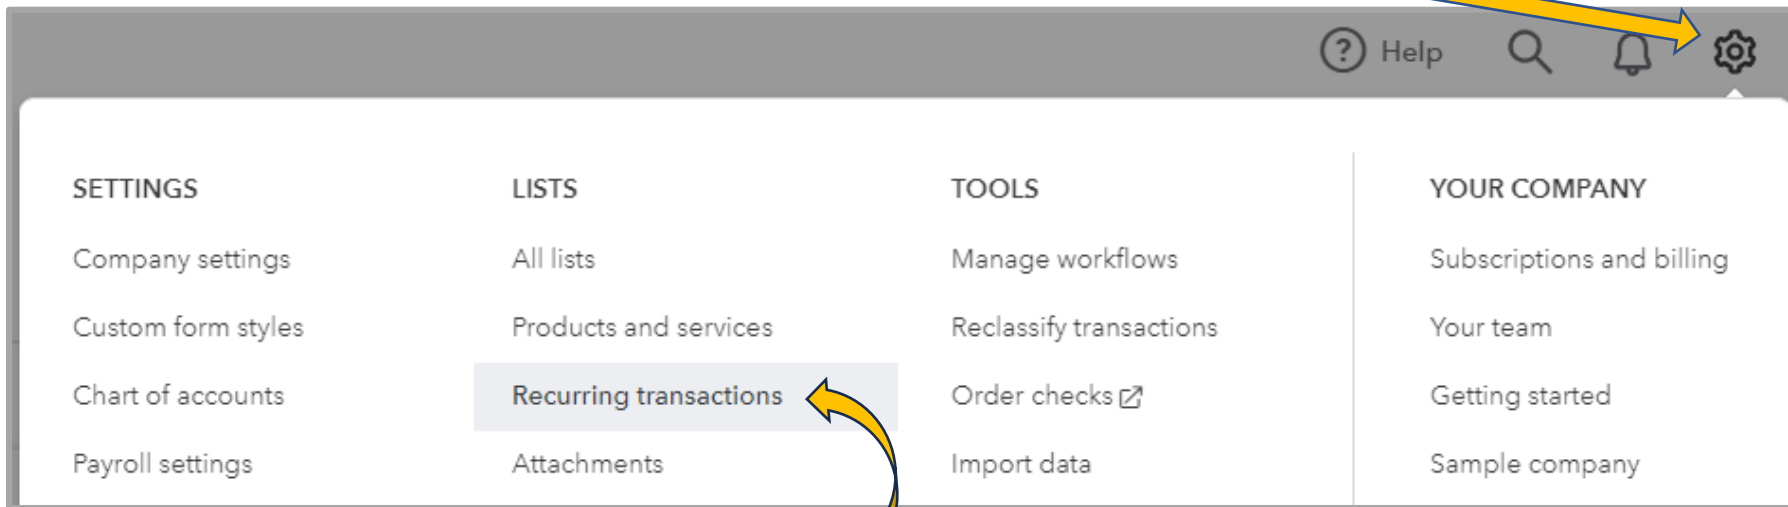 Help
SETTINGS
Company settings
Custom form styles
Chart of accounts
Payroll settings
LISTS
All lists
Products and services
Recurring transactions
Attachments
TOOLS
Manage workflows
Reclassify transactions
Order checks
Import data
YOUR COMPANY
Subscriptions and billing
Your team
Getting started
Sample company